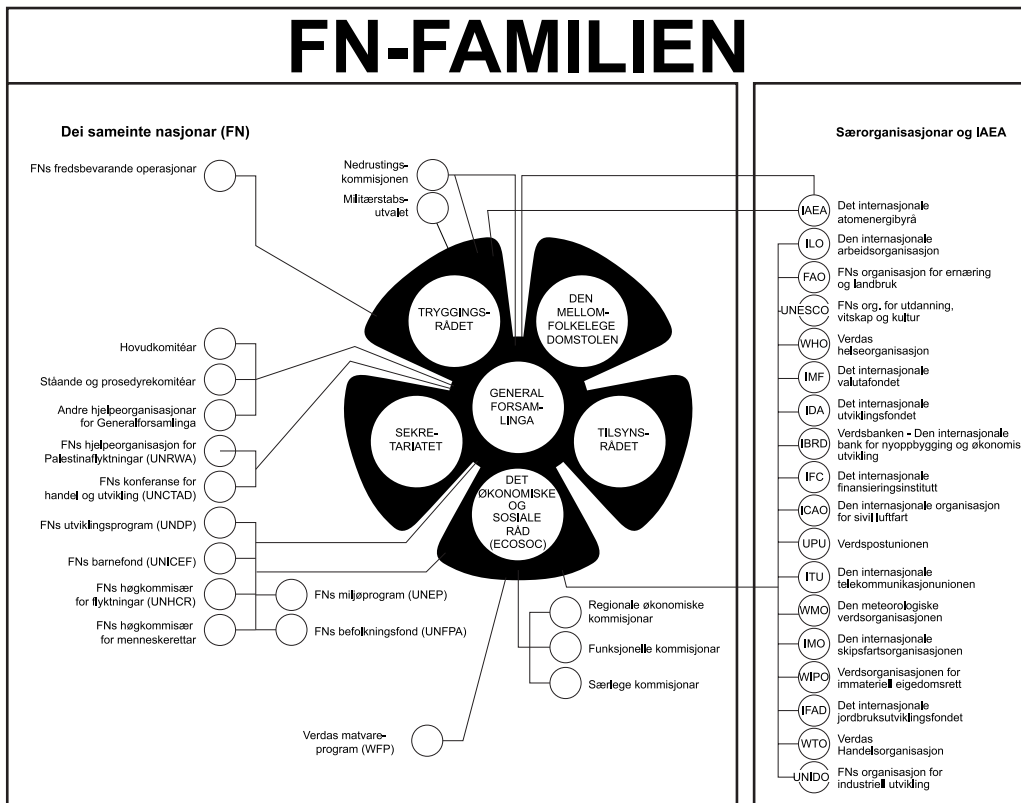 FN-FAMILIEN
Dei sameinte nasjonar (FN)
FNs fredsbevarande operasjonar
Nedrustings-
kommisjonen
Militærstabs-
utvalet
TRYGGINGS-
RÅDET
DEN
MELLOM-
FOLKELEGE
DOMSTOLEN
GENERAL
FORSAM-
LINGA
SEKRE-
TARIATET
TILSYNS-
RÅDET
DET
ØKONOMISKE
OG
SOSIALE
RÅD
(ECOSOC)
Hovudkomitéar
Ståande og prosedyrekomitéar
Andre hjelpeorganisasjonar
for Generalforsamlinga
FNs hjelpeorganisasjon for
Palestinaflyktningar (UNRWA)
FNs konferanse for
handel og utvikling (UNCTAD)
FNs utviklingsprogram (UNDP)
FNs barnefond (UNICEF)
FNs høgkommisær
for flyktningar (UNHCR)
FNs høgkommisær
for menneskerettar
FNs miljøprogram (UNEP)
FNs befolkningsfond (UNFPA)
Regionale økonomiske
kommisjonar
Funksjonelle kommisjonar
Særlege kommisjonar
Verdas matvare-
program (WFP)
Særorganisasjonar og IAEA
IAEA
Det internasjonale
atomenergibyrå
ILO
Den internasjonale
arbeidsorganisasjon
FAO
FNs organisasjon for ernæring
og landbruk
UNESCO
FNs org. for utdanning,
vitskap og kultur
WHO
Verdas
helseorganisasjon
IMF
Det internasjonale
valutafondet
IDA
Det internasjonale
utviklingsfondet
IBRD
Verdsbanken - Den internasjonale
bank for nyoppbygging og økonomis
utvikling
IFC
Det internasjonale
finansieringsinstitutt
ICAO
Den internasjonale organisasjon
for sivil luftfart
UPU
Verdspostunionen
ITU
Den internasjonale
telekommunikasjonunionen
WMO
Den meteorologiske
verdsorganisasjonen
IMO
Den internasjonale
skipsfartsorganisasjonen
WIPO
Verdsorganisasjonen for
immateriell eigedomsrett
IFAD
Det internasjonale
jordbruksutviklingsfondet
WTO
Verdas
Handelsorganisasjon
UNIDO
FNs organisasjon for
industriell utvikling